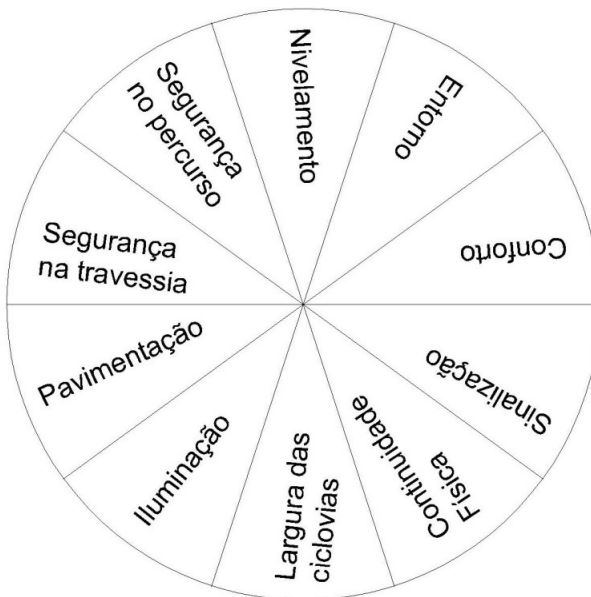 Nivelamento
Entorno
Conforto
Sinalização
Continuidade
Física
Largura das
ciclovias
Iluminação
Pavimentação
Segurança
na travessia
Segurança
no percurso